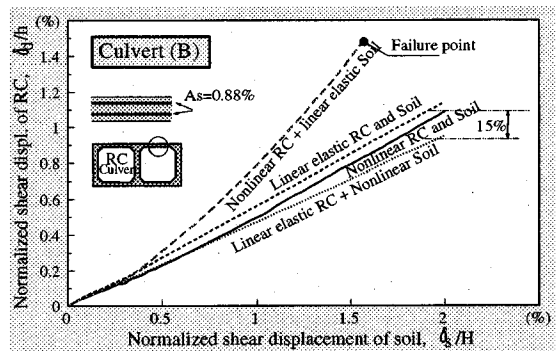 (%)
Normalized shear displ. of RC, δd/h
1.4
1.2
1
0.8
0.6
0.4
0.2
0
Culvert (B)
As=0.88%
RC
Culvert
Failure point
Nonlinear RC + linear elastic Soil
Linear elastic RC and Soil
Nonlinear RC and Soil
15%
Linear elastic RC + Nonlinear Soil
0 0.5 1 1.5 2 (%)
Normalized shear displacement of soil, δs/H